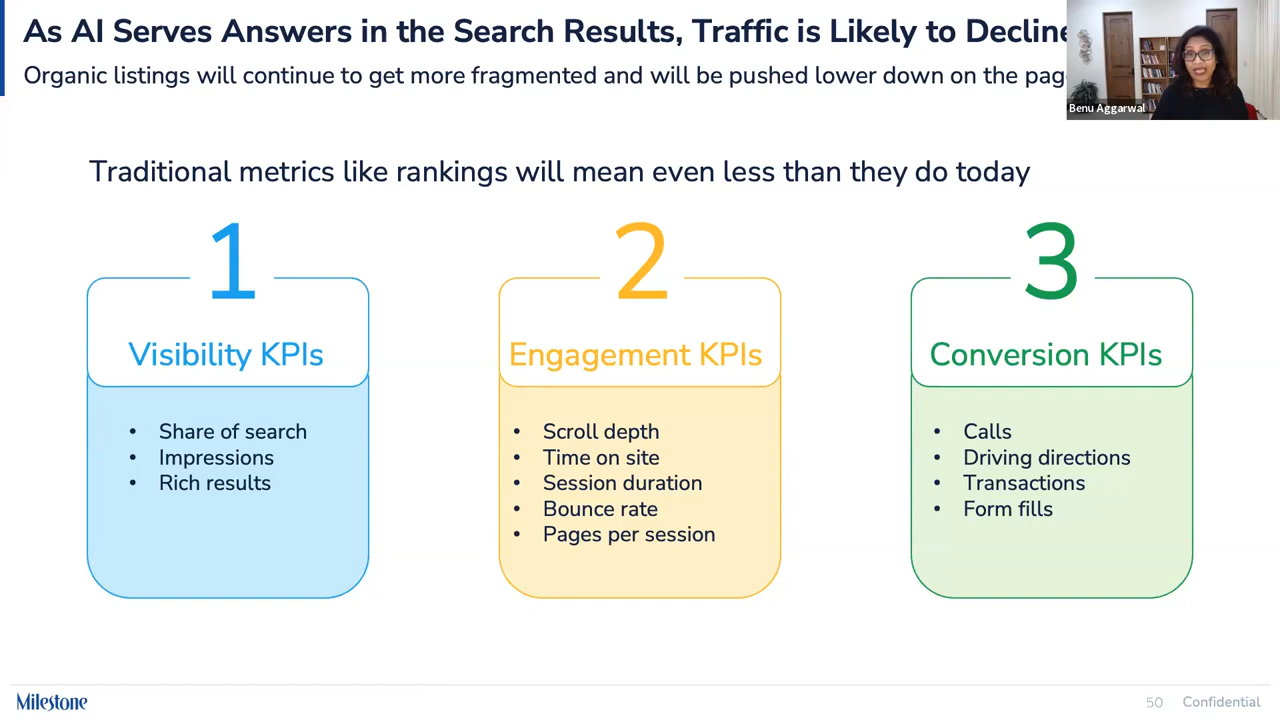 As AI Serves Answers in the Search Results, Traffic is Likely to Decline
Organic listings will continue to get more fragmented and will be pushed lower down on the
Benu Aggarwal
Traditional metrics like rankings will mean even less than they do today
1
Visibility KPIs
• Share of search
• Impressions
• Rich results
2
Engagement KPIs
• Scroll depth
• Time on site
• Session duration
• Bounce rate
• Pages per session
3
Conversion KPIs
• Calls
• Driving directions
• Transactions
• Form fills
Milestone
50 Confidential